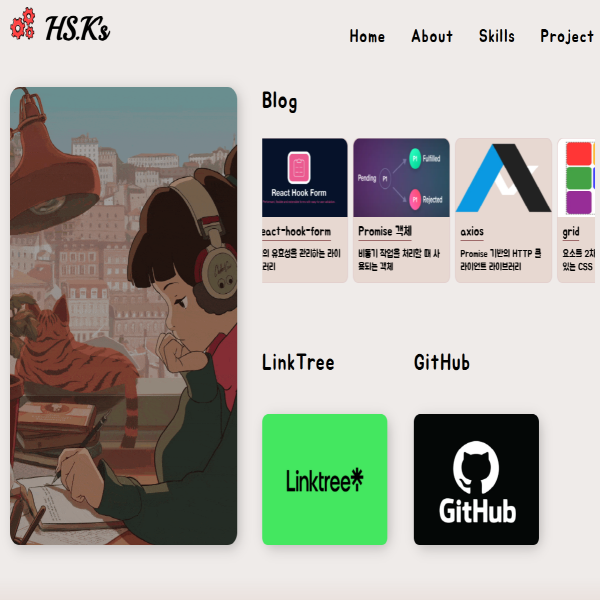 HS.K's
Home About Skills Project
Blog
React Hook Form
Pending
P!
P!
Fulfilled
P!
Rejected
eact-hook-form
의 유효성을 관리하는 라이
러리
Promise 객체
비동기 작업을 처리할 때 사
용되는 객체
axios
Promise 기반의 HTTP 클
라이언트 라이브러리
grid
요소를 2차
있는 CSS
LinkTree
GitHub
Linktree
GitHub